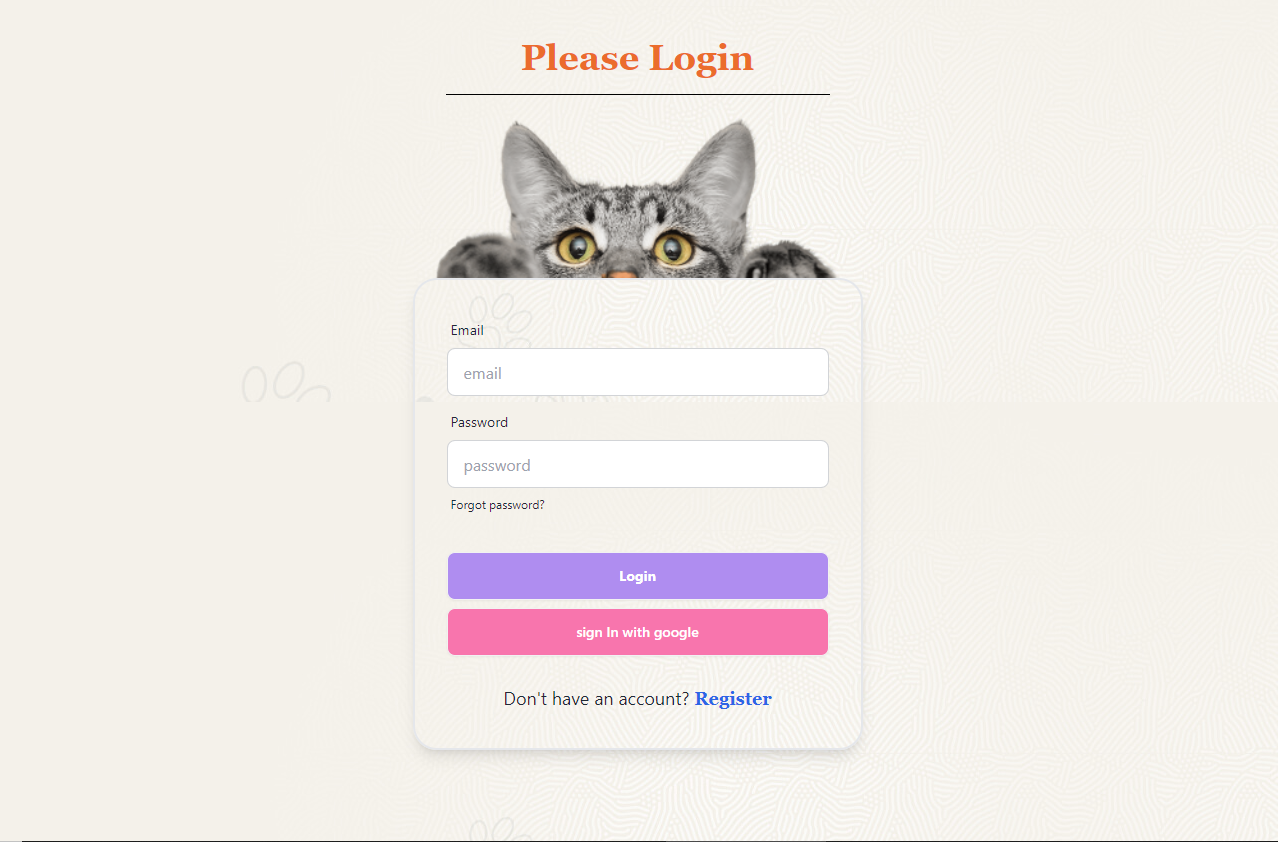 Please Login
Email
email
Password
password
Forgot password?
Login
sign In with google
Don't have an account? Register